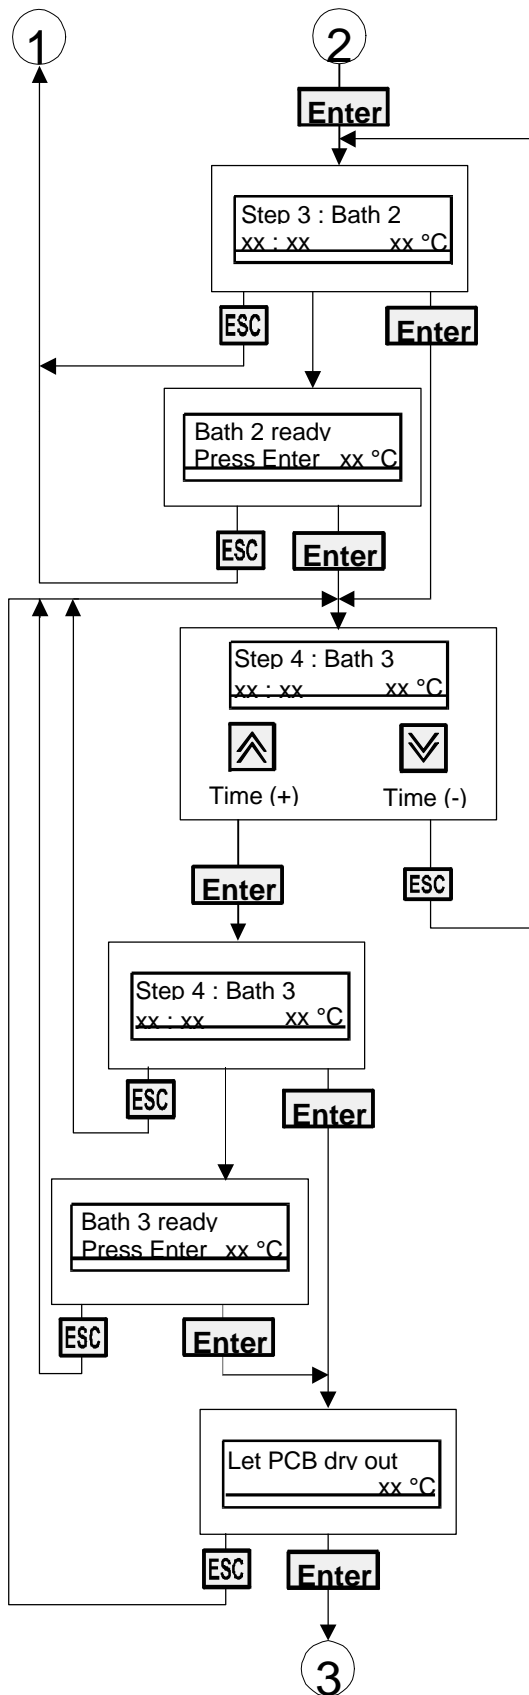 1
2
Enter
Step 3 : Bath 2
xx : xx xx °C
ESC
Enter
Bath 2 ready
Press Enter xx °C
ESC
Enter
Step 4 : Bath 3
xx : xx xx °C
Time (+) Time (-)
Enter
ESC
Step 4 : Bath 3
xx : xx xx °C
ESC
Enter
Bath 3 ready
Press Enter xx °C
ESC
Enter
Let PCB dry out
xx °C
ESC
Enter
3